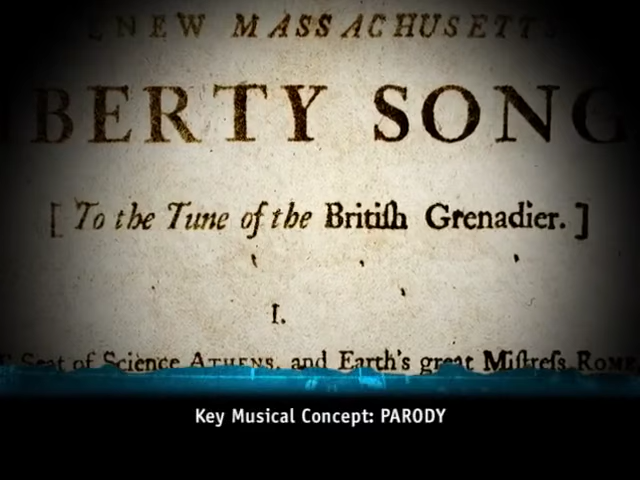 NEW MASSACHUSETTS
BERTY SONG
[ To the Tune of the Britiſh Grenadier. ]
I.
Seat of Science ATHENS, and Earth's great Miſtreſs ROME,
Key Musical Concept: PARODY